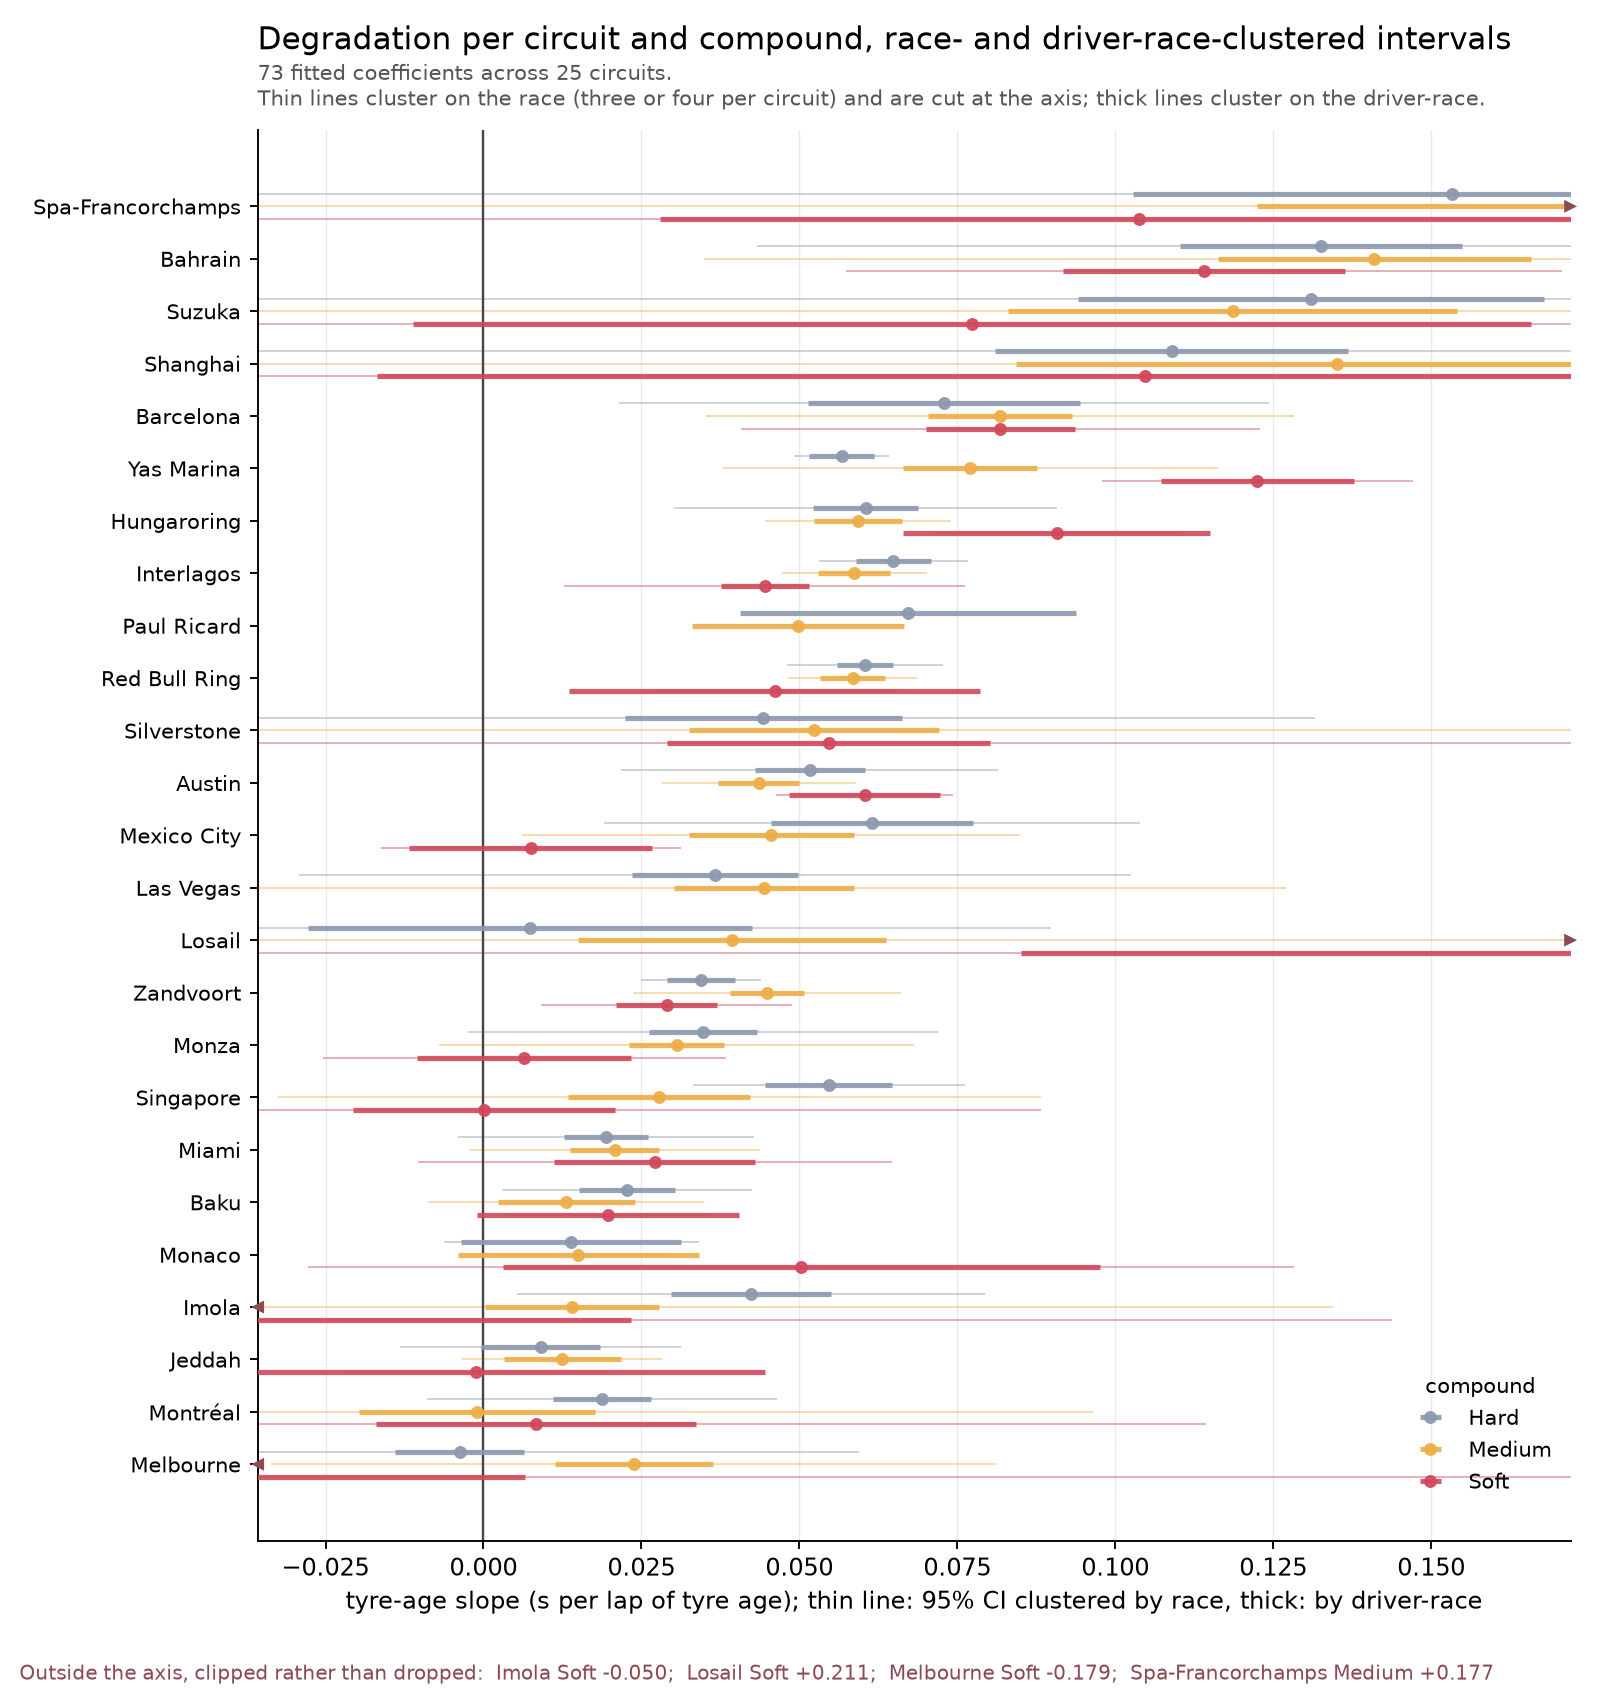 Degradation per circuit and compound, race- and driver-race-clustered intervals
73 fitted coefficients across 25 circuits.
Thin lines cluster on the race (three or four per circuit) and are cut at the axis; thick lines cluster on the driver-race.
Spa-Francorchamps
Bahrain
Suzuka
Shanghai
Barcelona
Yas Marina
Hungaroring
Interlagos
Paul Ricard
Red Bull Ring
Silverstone
Austin
Mexico City
Las Vegas
Losail
Zandvoort
Monza
Singapore
Miami
Baku
Monaco
Imola
Jeddah
Montréal
Melbourne
compound
Hard
Medium
Soft
−0.025 0.000 0.025 0.050 0.075 0.100 0.125 0.150
tyre-age slope (s per lap of tyre age); thin line: 95% CI clustered by race, thick: by driver-race
Outside the axis, clipped rather than dropped: Imola Soft -0.050; Losail Soft +0.211; Melbourne Soft -0.179; Spa-Francorchamps Medium +0.177